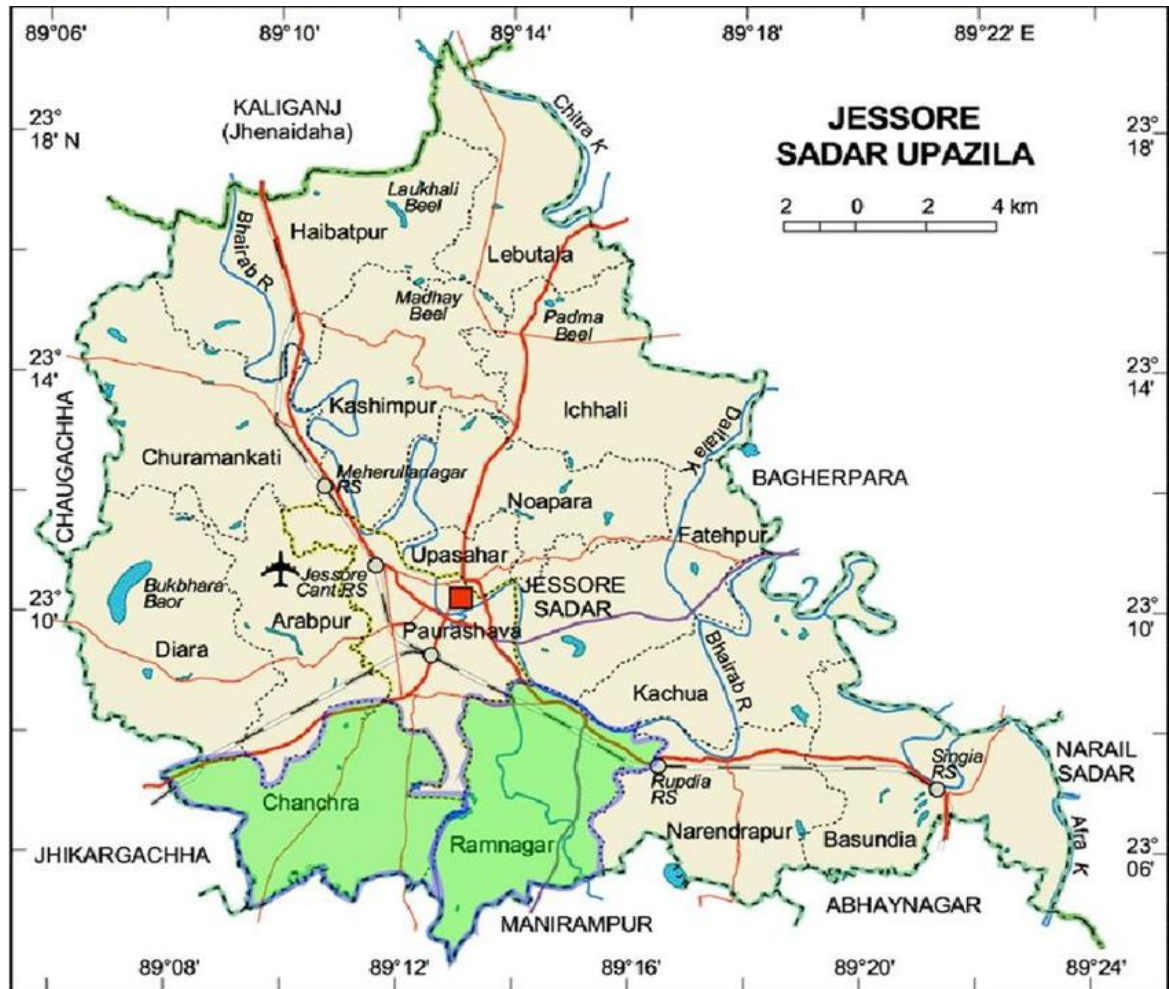 89°06' 89°10' 89°14' 89°18' 89°22' E
23°
18' N
KALIGANJ
(Jhenaidaha)
Chitra K
JESSORE
SADAR UPAZILA
23°
18'
2 0 2 4 km
Laukhali
Beel
Haibatpur
Bhairab R
Lebutala
Madhay
Beel
Padma
Beel
23°
14'
23°
14'
Kashimpur
Ichhali
Daitala K
CHAUGACHHA
Churamankati
Meherullanagar
RS
BAGHERPARA
Noapara
Fatehpur
Upasahar
Bukbhara
Baor
Jessore
Cant RS
JESSORE
SADAR
23°
10'
23°
10'
Arabpur
Paurashava
Diara
Bhairab R
Kachua
Singia
RS
NARAIL
SADAR
Rupdia
RS
Chanchra
Ramnagar
Narendrapur
Basundia
Afra K
JHIKARGACHHA
23°
06'
MANIRAMPUR
ABHAYNAGAR
89°08' 89°12' 89°16' 89°20' 89°24'